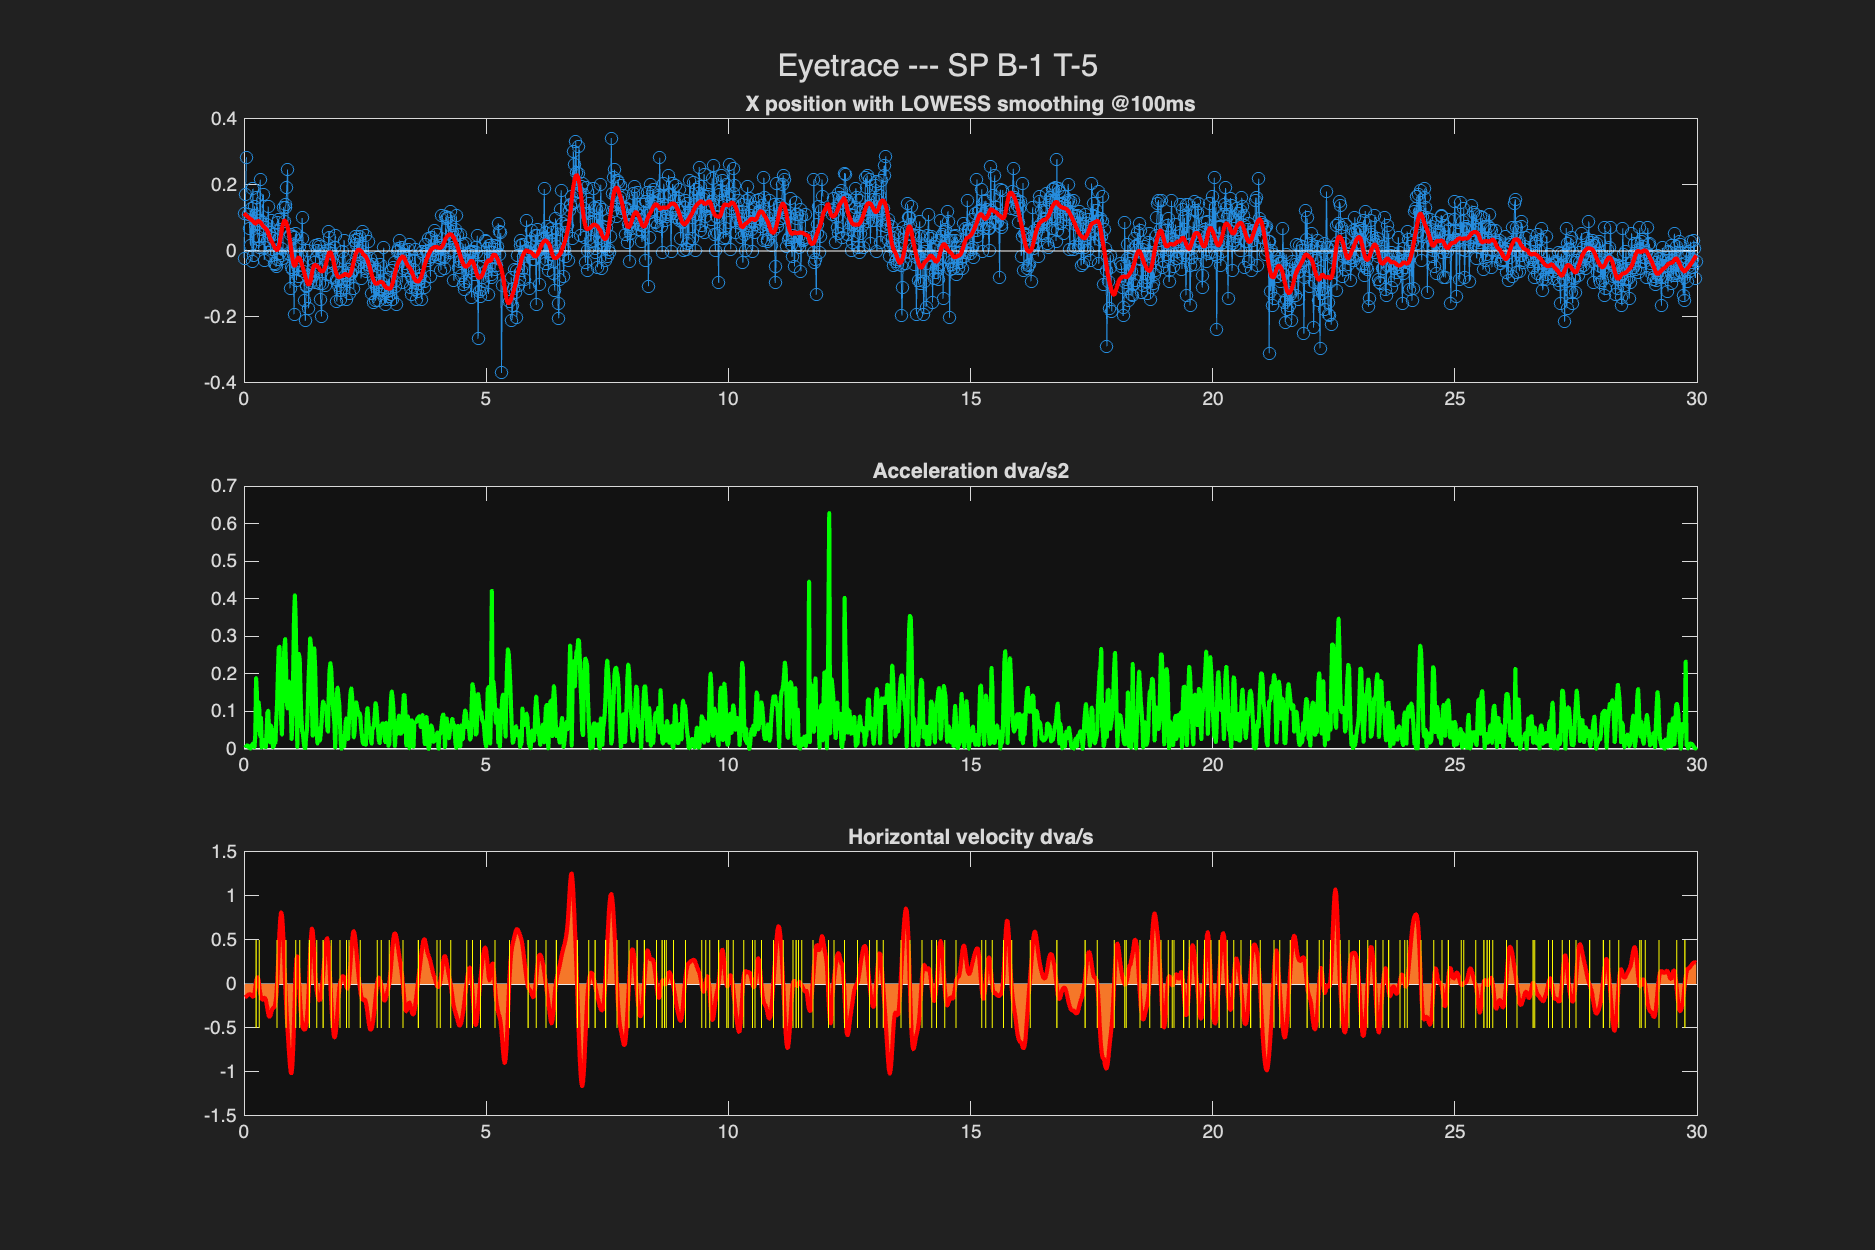 Eyetrace --- SP B-1 T-5
X position with LOWESS smoothing @100ms
0.4
0.2
0
-0.2
-0.4
0 5 10 15 20 25 30
Acceleration dva/s2
0.7
0.6
0.5
0.4
0.3
0.2
0.1
0
0 5 10 15 20 25 30
Horizontal velocity dva/s
1.5
1
0.5
0
-0.5
-1
-1.5
0 5 10 15 20 25 30